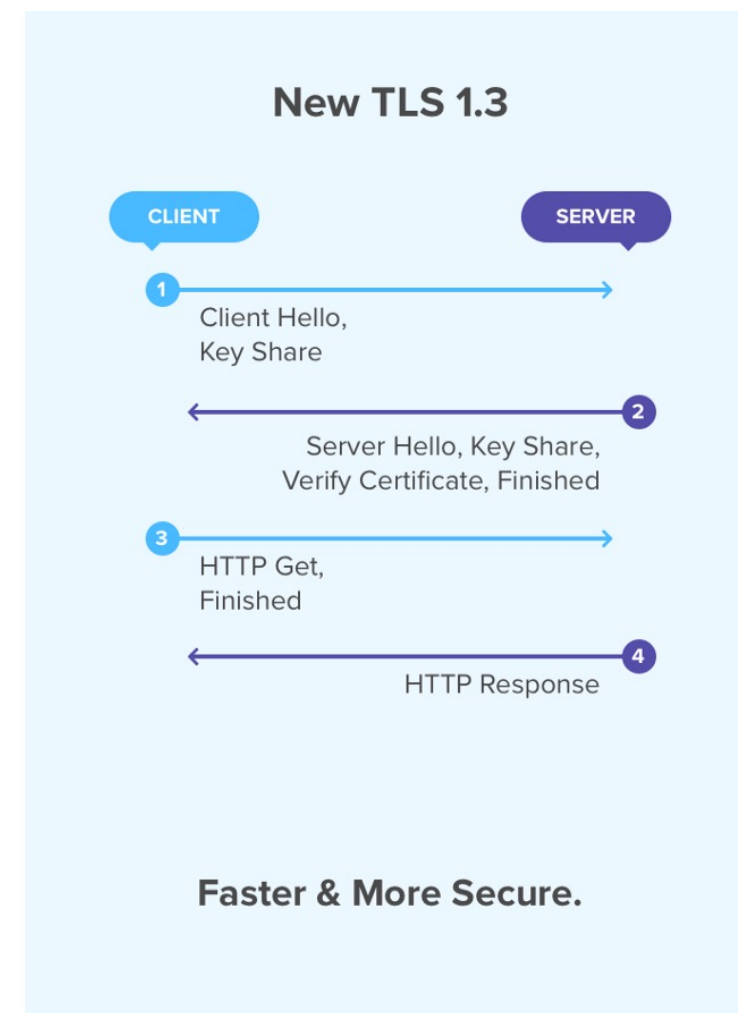 New TLS 1.3
CLIENT
SERVER
1
Client Hello,
Key Share
2
Server Hello, Key Share,
Verify Certificate, Finished
3
HTTP Get,
Finished
4
HTTP Response
Faster & More Secure.